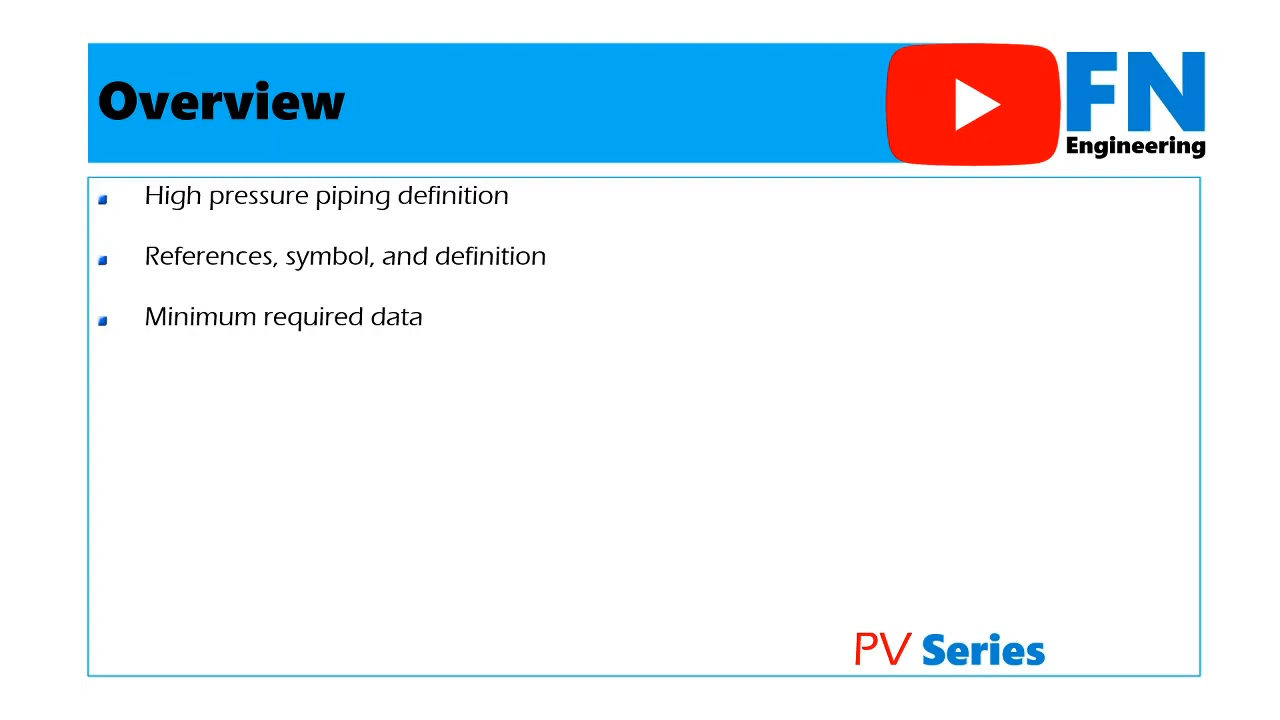 Overview
FN
Engineering
High pressure piping definition
References, symbol, and definition
Minimum required data
PV Series